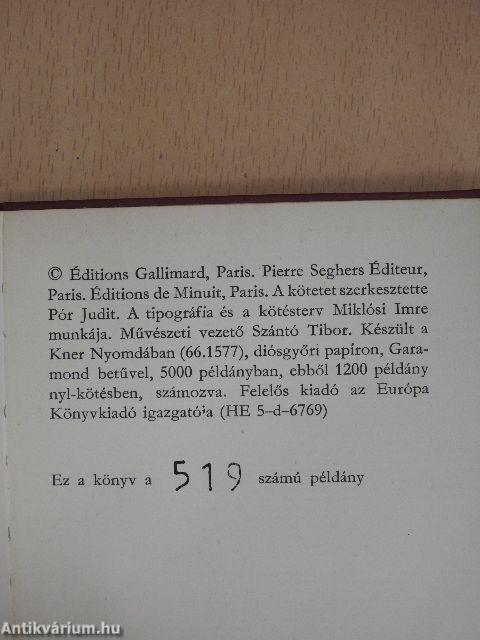 © Éditions Gallimard, Paris. Pierre Seghers Éditeur,
Paris. Éditions de Minuit, Paris. A kötetet szerkesztette
Pór Judit. A tipográfia és a kötésterv Miklósi Imre
munkája. Művészeti vezető Szántó Tibor. Készült a
Kner Nyomdában (66.1577), diósgyőri papíron, Gara-
mond betűvel, 5000 példányban, ebből 1200 példány
nyl-kötésben, számozva. Felelős kiadó az Európa
Könyvkiadó igazgatója (HE 5–d–6769)
Ez a könyv a 519 számú példány
Antikvárium.hu